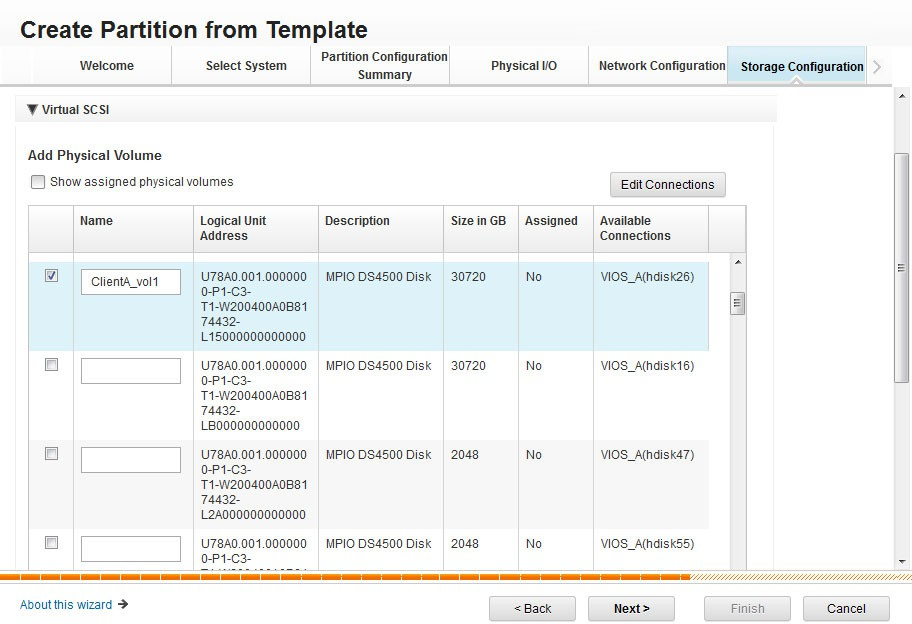 Create Partition from Template
Welcome
Select System
Partition Configuration
Summary
Physical I/O
Network Configuration
Storage Configuration
Virtual SCSI
Add Physical Volume
Show assigned physical volumes
Edit Connections
Name
Logical Unit
Address
Description
Size in GB
Assigned
Available
Connections
ClientA_vol1
U78A0.001.000000
0-P1-C3-
T1-W200400A0B81
74432-
L15000000000000
MPIO DS4500 Disk
30720
No
VIOS_A(hdisk26)
U78A0.001.000000
0-P1-C3-
T1-W200400A0B81
74432-
LB000000000000
MPIO DS4500 Disk
30720
No
VIOS_A(hdisk16)
U78A0.001.000000
0-P1-C3-
T1-W200400A0B81
74432-
L2A000000000000
MPIO DS4500 Disk
2048
No
VIOS_A(hdisk47)
U78A0.001.000000
0-P1-C3-
MPIO DS4500 Disk
2048
No
VIOS_A(hdisk55)
About this wizard
< Back
Next >
Finish
Cancel